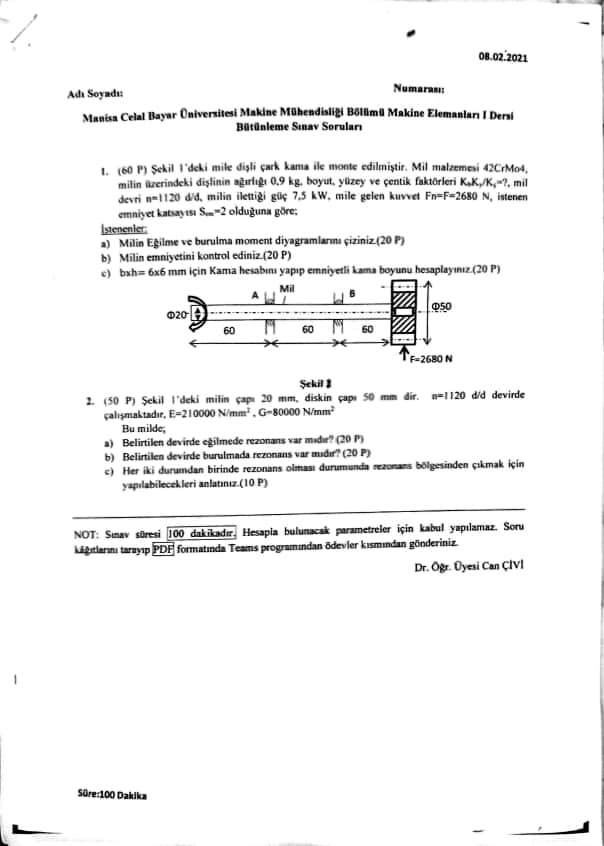 08.02.2021
Adı Soyadı:
Numarası:
Manisa Celal Bayar Üniversitesi Makine Mühendisliği Bölümü Makine Elemanları I Dersi
Bütünleme Sınav Soruları
1. (60 P) Şekil 1'deki mile dişli çark kama ile monte edilmiştir. Mil malzemesi 42CrMo4,
milin üzerindeki dişlinin ağırlığı 0,9 kg, boyut, yüzey ve çentik faktörleri
mil
devri n=1120 d/d, milin ilettiği güç 7,5 kW, mile gelen kuvvet Fn=F=2680 N, istenen
emniyet katsayısı =2 olduğuna göre;
İstenenler;
a) Milin Eğilme ve burulma moment diyagramlarını çiziniz.(20 P)
b) Milin emniyetini kontrol ediniz.(20 P)
c) bxh= 6x6 mm için Kama hesabını yapıp emniyetli kama boyunu hesaplayınız.(20 P)
A
Mil
B
Φ20
Φ50
60
60
60
F=2680 N
Şekil
2. (50 P) Şekil 1'deki milin çapı 20 mm, diskin çapı 50 mm dir. n=1120 d/d devirde
çalışmaktadır, E=210000 N/mm², G=80000 N/mm²
Bu milde;
a) Belirtilen devirde eğilmede rezonans var mıdır? (20 P)
b) Belirtilen devirde burulmada rezonans var mıdır? (20 P)
c) Her iki durumdan birinde rezonans olması durumunda rezonans bölgesinden çıkmak için
yapılabilecekleri anlatınız.(10 P)
NOT: Sınav süresi 100 dakikadır. Hesapla bulunacak parametreler için kabul yapılamaz. Soru
kâğıtlarını tarayıp PDF formatında Teams programından ödevler kısmından gönderiniz.
Dr. Öğr. Üyesi Can ÇİVİ
Süre:100 Dakika